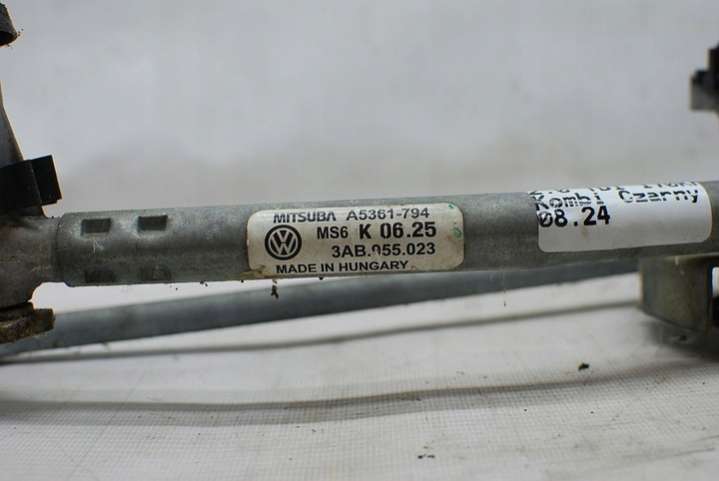 MITSUBA A5361-794
MS6 K 06.25
3AB.955.023
MADE IN HUNGARY
Kombi Czarny
08.24